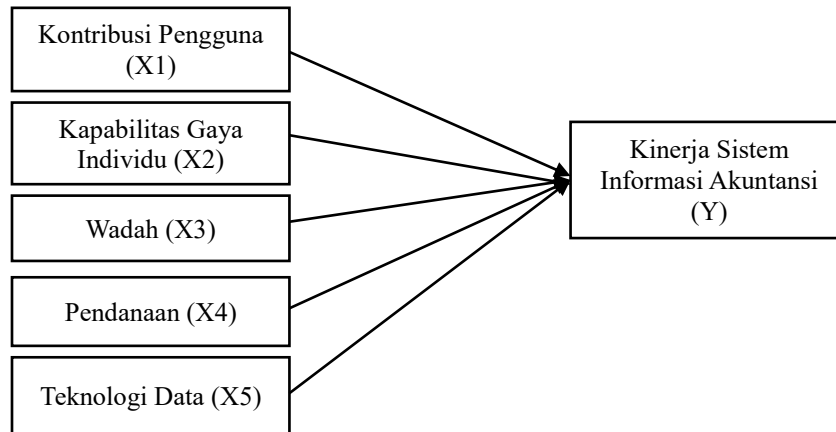 Kontribusi Pengguna
(X1)
Kapabilitas Gaya
Individu (X2)
Wadah (X3)
Pendanaan (X4)
Teknologi Data (X5)
Kinerja Sistem
Informasi Akuntansi
(Y)